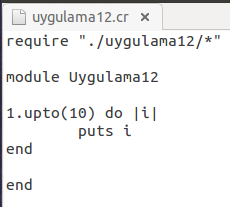 uygulama12.cr
require "./uygulama12/*"
module Uygulama12
1.upto(10) do |i|
        puts i
end
end